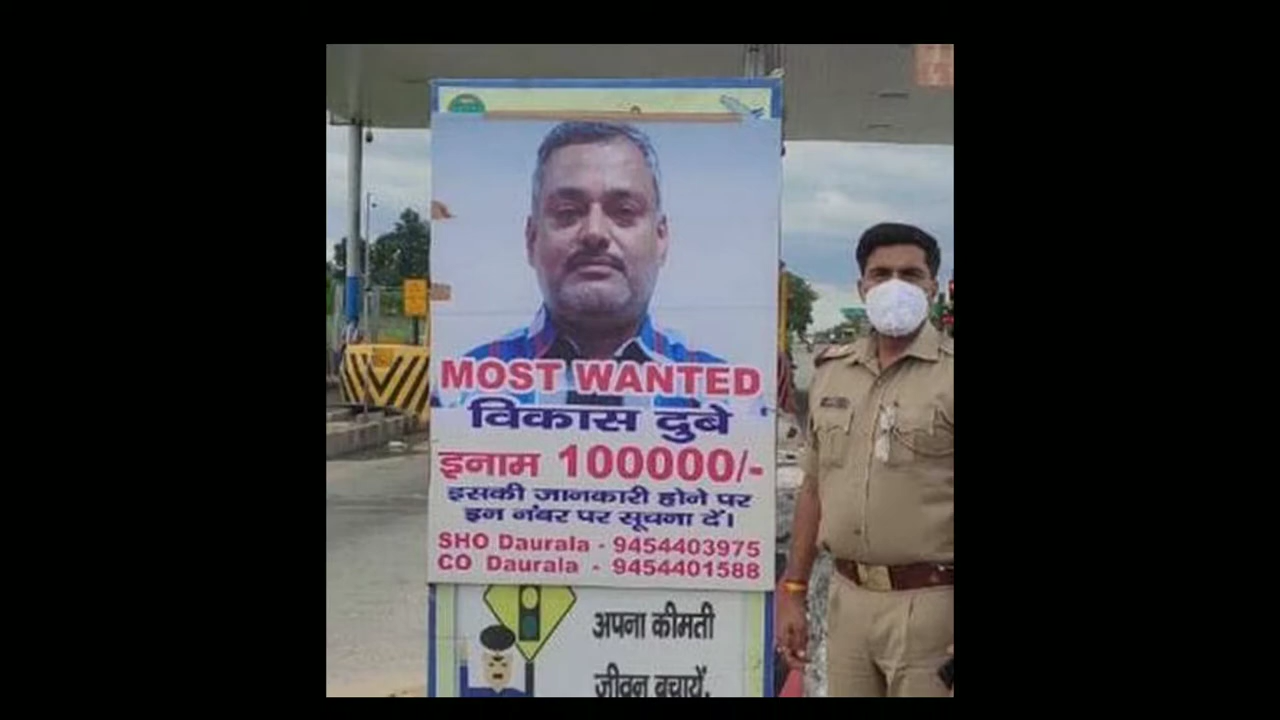 MOST WANTED
विकास दुबे
इनाम 100000/-
इसकी जानकारी होने पर
इन नंबर पर सूचना दें।
SHO Daurala - 9454403975
CO Daurala - 9454401588
अपना कीमती
जीवन बचायें,